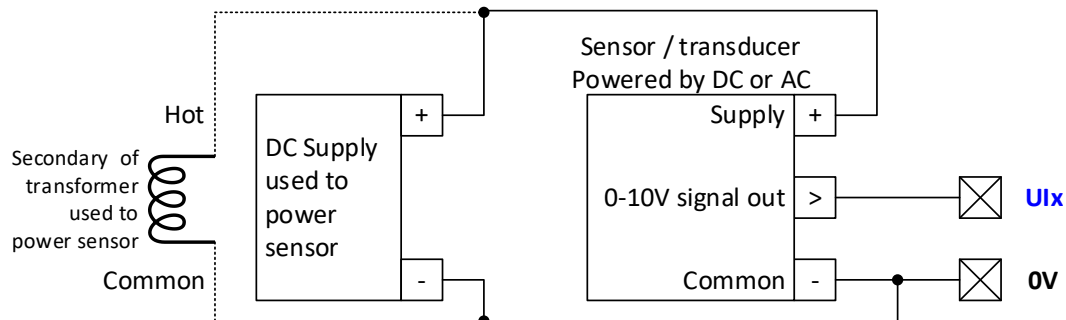 Sensor / transducer
Powered by DC or AC
Hot
+
Supply
+
DC Supply
used to
power
sensor
Secondary of
transformer
used to
power sensor
0-10V signal out
>
UIx
Common
-
Common
-
0V